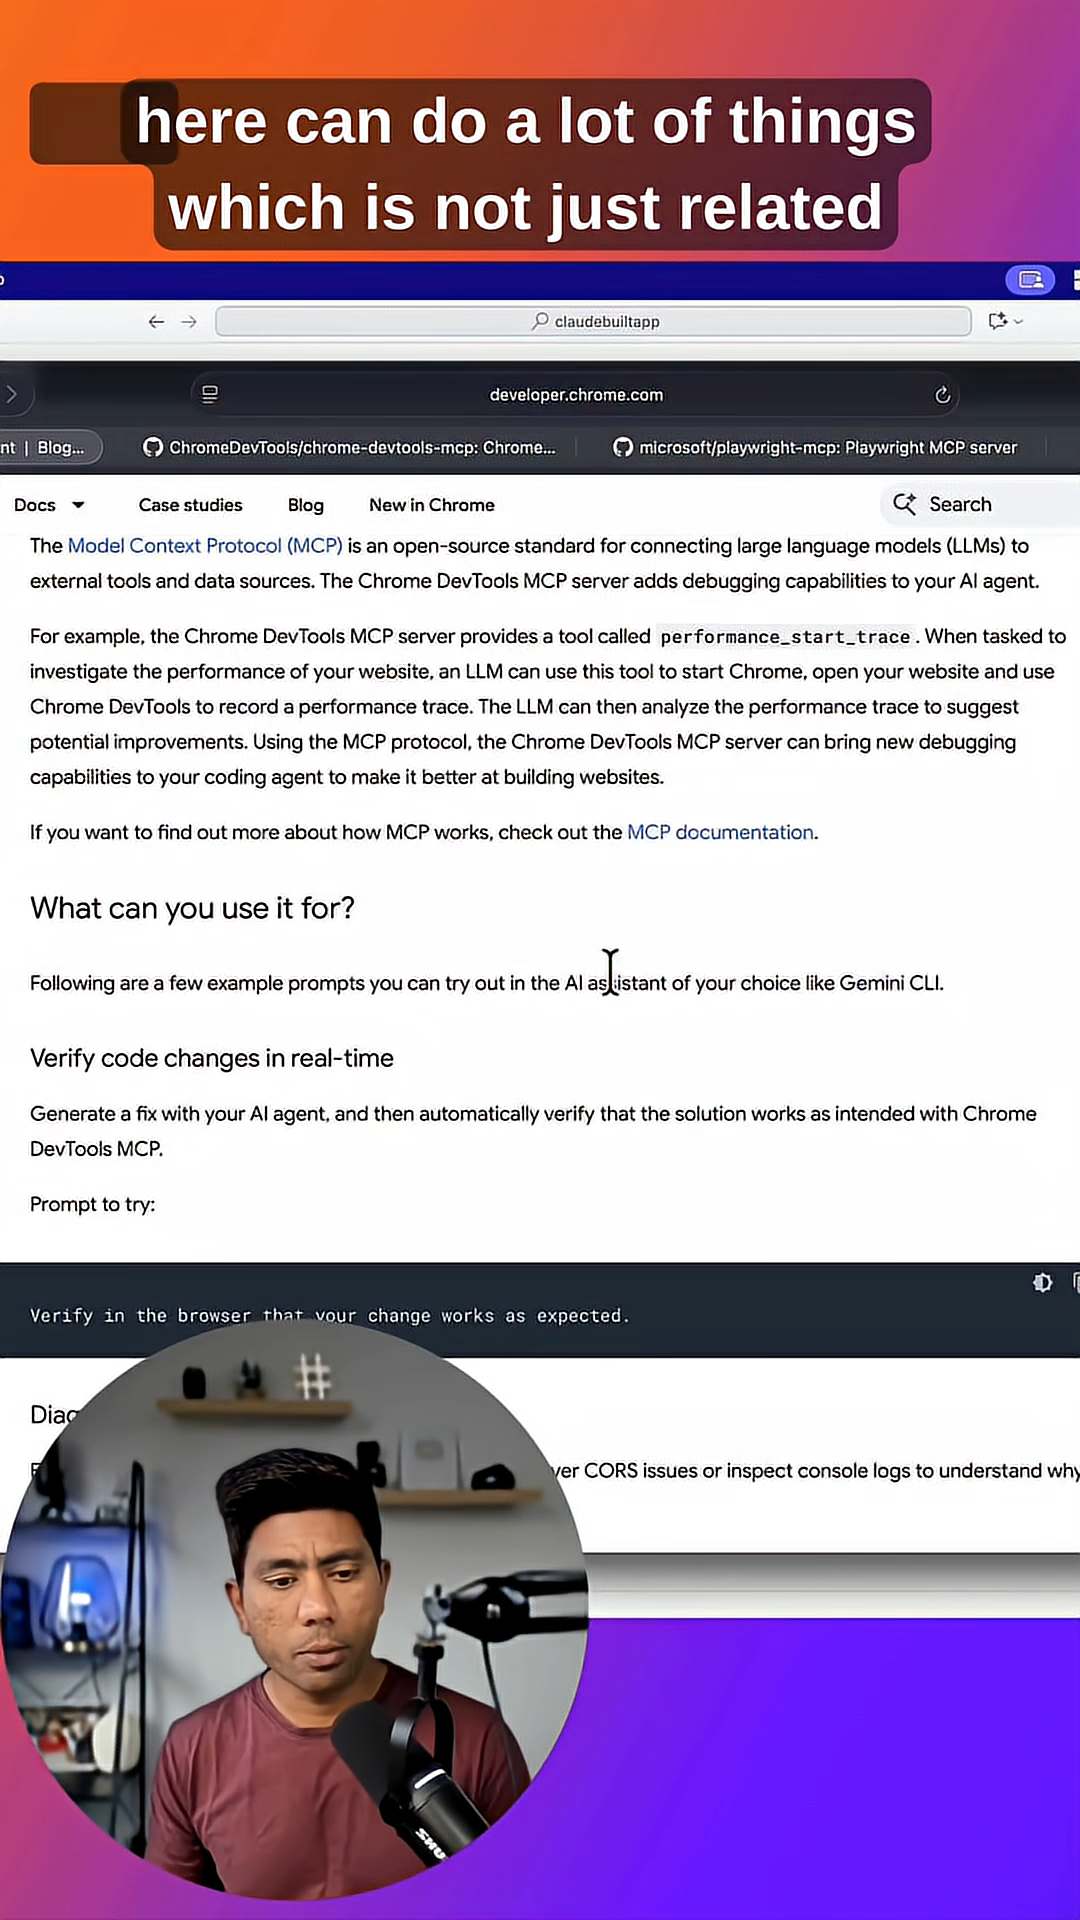 here can do a lot of things
which is not just related
claudebuiltapp
developer.chrome.com
nt | Blog...
ChromeDevTools/chrome-devtools-mcp: Chrome...
microsoft/playwright-mcp: Playwright MCP server
Docs
Case studies
Blog
New in Chrome
Search
The Model Context Protocol (MCP) is an open-source standard for connecting large language models (LLMs) to
external tools and data sources. The Chrome DevTools MCP server adds debugging capabilities to your AI agent.
For example, the Chrome DevTools MCP server provides a tool called performance_start_trace. When tasked to
investigate the performance of your website, an LLM can use this tool to start Chrome, open your website and use
Chrome DevTools to record a performance trace. The LLM can then analyze the performance trace to suggest
potential improvements. Using the MCP protocol, the Chrome DevTools MCP server can bring new debugging
capabilities to your coding agent to make it better at building websites.
If you want to find out more about how MCP works, check out the MCP documentation.
What can you use it for?
Following are a few example prompts you can try out in the AI assistant of your choice like Gemini CLI.
Verify code changes in real-time
Generate a fix with your AI agent, and then automatically verify that the solution works as intended with Chrome
DevTools MCP.
Prompt to try:
Verify in the browser that your change works as expected.
Diag
ver CORS issues or inspect console logs to understand why
SHU